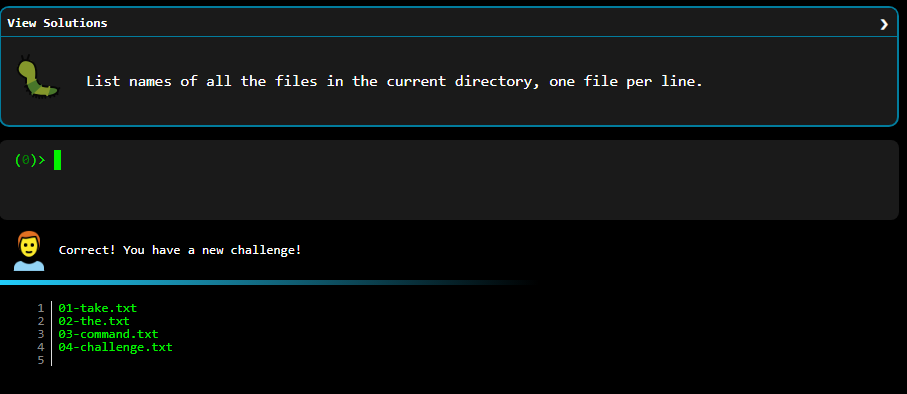 View Solutions
List names of all the files in the current directory, one file per line.
(0)>
Correct! You have a new challenge!
1 01-take.txt
2 02-the.txt
3 03-command.txt
4 04-challenge.txt
5